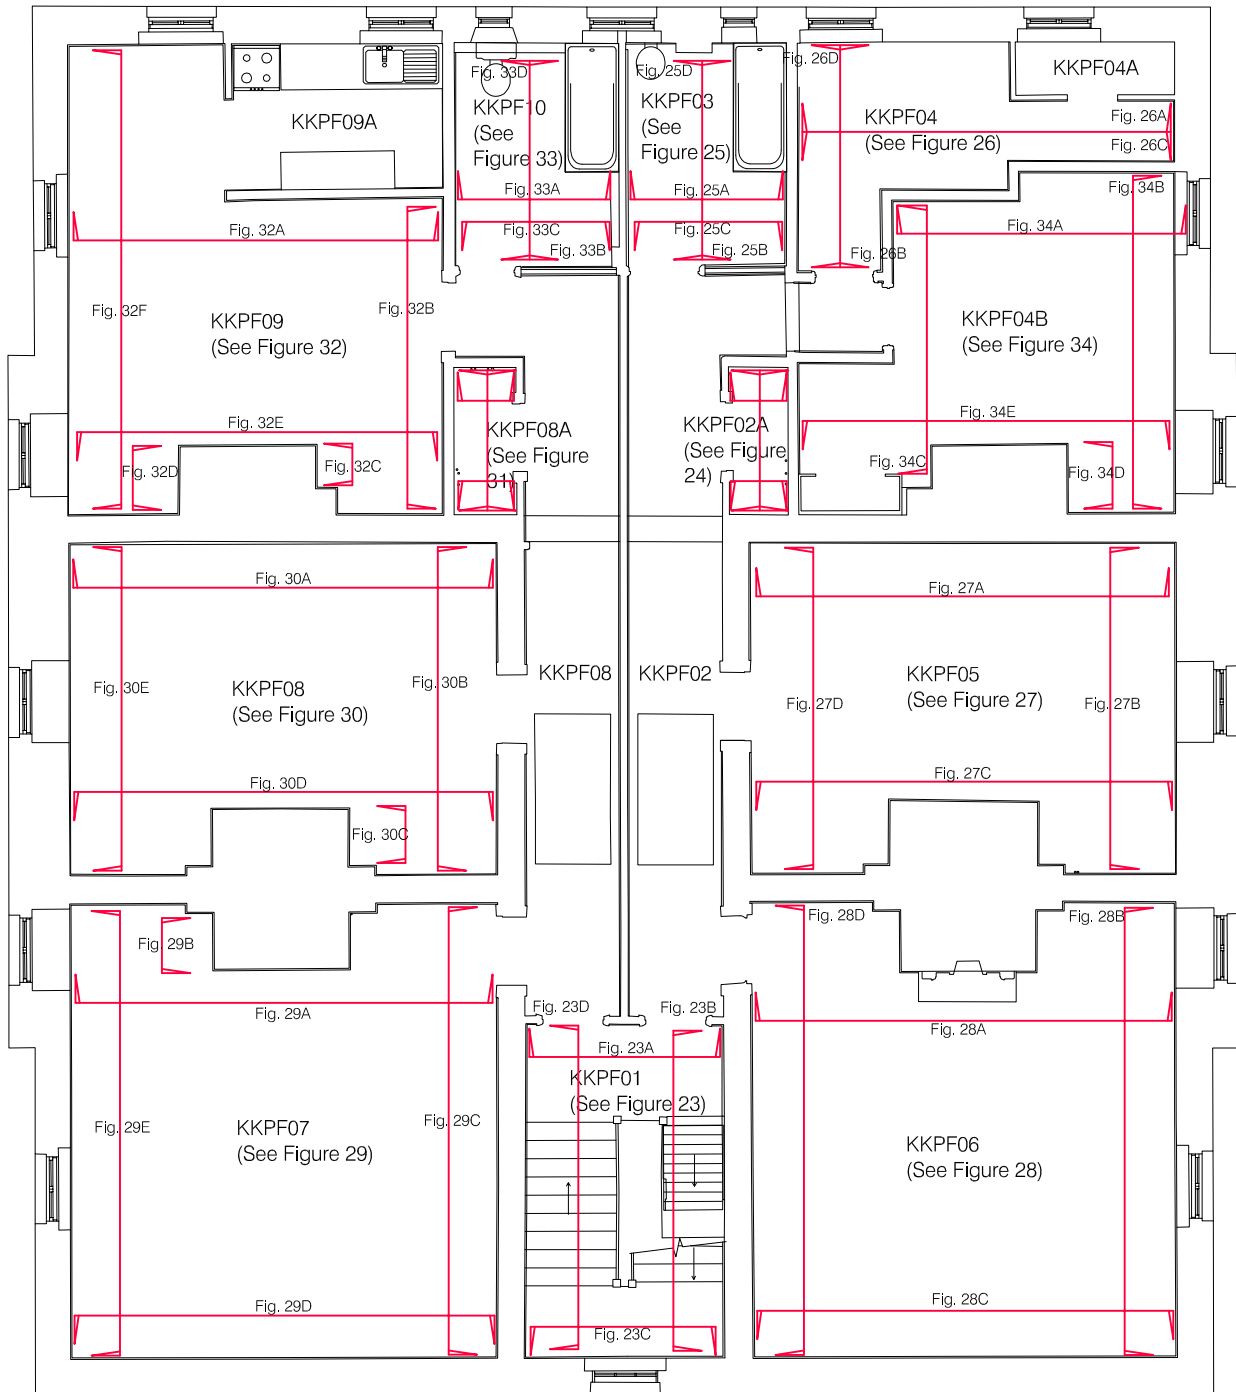 Fig. 33D
Fig. 25D
Fig. 26D
KKPF04A
KKPF09A
KKPF10
(See
Figure 33)
KKPF03
(See
Figure 25)
KKPF04
(See Figure 26)
Fig. 26A
Fig. 26C
Fig. 33A
Fig. 25A
Fig. 34B
Fig. 32A
Fig. 33C
Fig. 25C
Fig. 34A
Fig. 33B
Fig. 25B
Fig. 26B
Fig. 32F
Fig. 32B
KKPF09
(See Figure 32)
KKPF04B
(See Figure 34)
Fig. 32E
KKPF08A
(See Figure
31)
KKPF02A
(See Figure
24)
Fig. 34E
Fig. 32D
Fig. 32C
Fig. 34C
Fig. 34D
Fig. 30A
Fig. 27A
Fig. 30E
KKPF08
(See Figure 30)
Fig. 30B
KKPF08
KKPF02
Fig. 27D
KKPF05
(See Figure 27)
Fig. 27B
Fig. 30D
Fig. 27C
Fig. 30C
Fig. 29B
Fig. 28D
Fig. 28B
Fig. 29A
Fig. 23D
Fig. 23B
Fig. 28A
Fig. 23A
KKPF01
(See Figure 23)
Fig. 29E
KKPF07
(See Figure 29)
Fig. 29C
KKPF06
(See Figure 28)
Fig. 29D
Fig. 28C
Fig. 23C